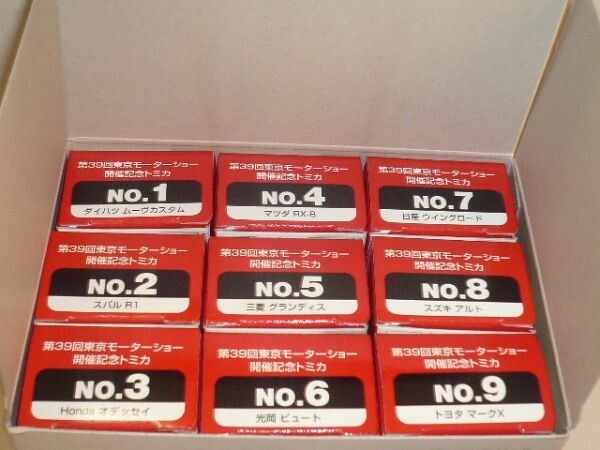 第39回東京モーターショー
開催記念トミカ
NO.1
ダイハツ ムーヴカスタム
第39回東京モーターショー
開催記念トミカ
NO.4
マツダ RX-8
第39回東京モーターショー
開催記念トミカ
NO.7
日産 ウイングロード
第39回東京モーターショー
開催記念トミカ
NO.2
スバル R1
第39回東京モーターショー
開催記念トミカ
NO.5
三菱 グランディス
第39回東京モーターショー
開催記念トミカ
NO.8
スズキ アルト
第39回東京モーターショー
開催記念トミカ
NO.3
Honda オデッセイ
第39回東京モーターショー
開催記念トミカ
NO.6
光岡 ビュート
第39回東京モーターショー
開催記念トミカ
NO.9
トヨタ マークX